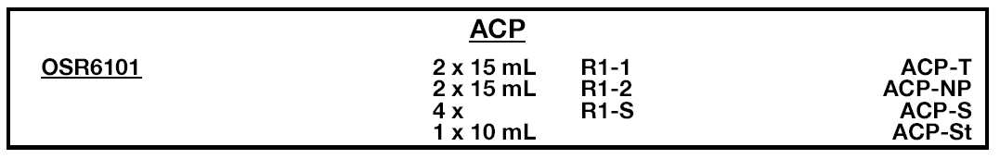 ACP
OSR6101 2 x 15 mL R1-1 ACP-T
2 x 15 mL R1-2 ACP-NP
4 x R1-S ACP-S
1 x 10 mL ACP-St